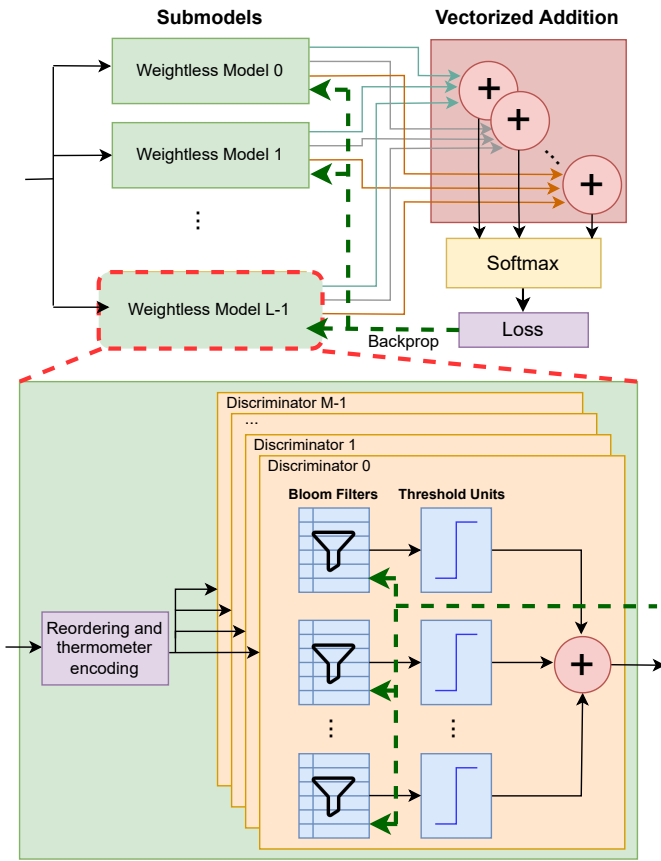 Submodels
Vectorized Addition
Weightless Model 0
Weightless Model 1
...
Weightless Model L-1
+
+
...
+
Softmax
Loss
Backprop
Discriminator M-1
...
Discriminator 1
Discriminator 0
Bloom Filters
Threshold Units
Reordering and
thermometer
encoding
+
...
...